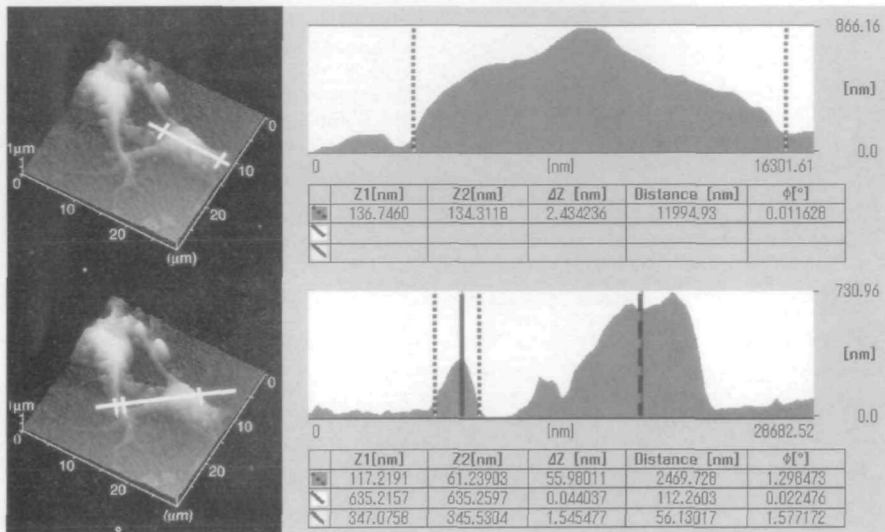 866.16
[nm]
0.0
0 [nm] 16301.61
1μm
0
10
20
(μm)
20
10
0
Z1[nm] Z2[nm] ΔZ [nm] Distance [nm] ϕ[°]
136.7460 134.3118 2.434236 11994.93 0.011628
730.96
[nm]
0.0
0 [nm] 28682.52
1μm
0
10
20
(μm)
20
10
0
Z1[nm] Z2[nm] ΔZ [nm] Distance [nm] ϕ[°]
117.2191 61.23903 55.98011 2469.728 1.298473
635.2157 635.2597 0.044037 112.2603 0.022476
347.0758 345.5304 1.545477 56.13017 1.577172